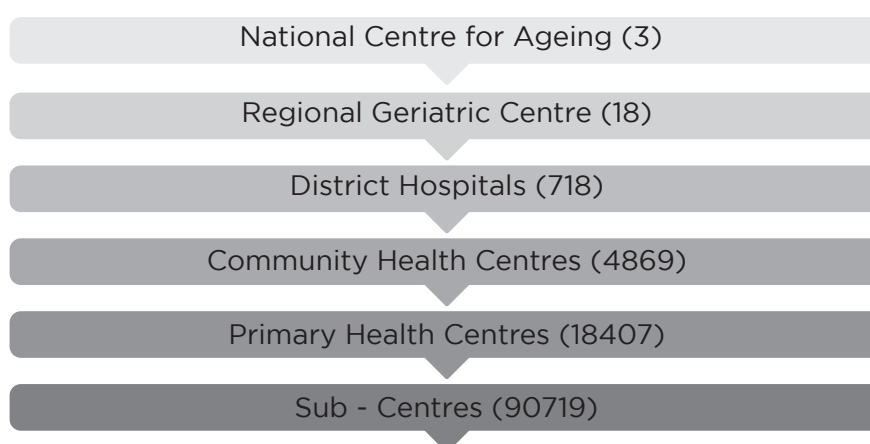 National Centre for Ageing (3)
Regional Geriatric Centre (18)
District Hospitals (718)
Community Health Centres (4869)
Primary Health Centres (18407)
Sub - Centres (90719)